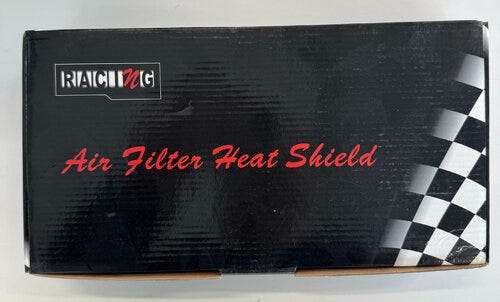 RACING
Air Filter Heat Shield